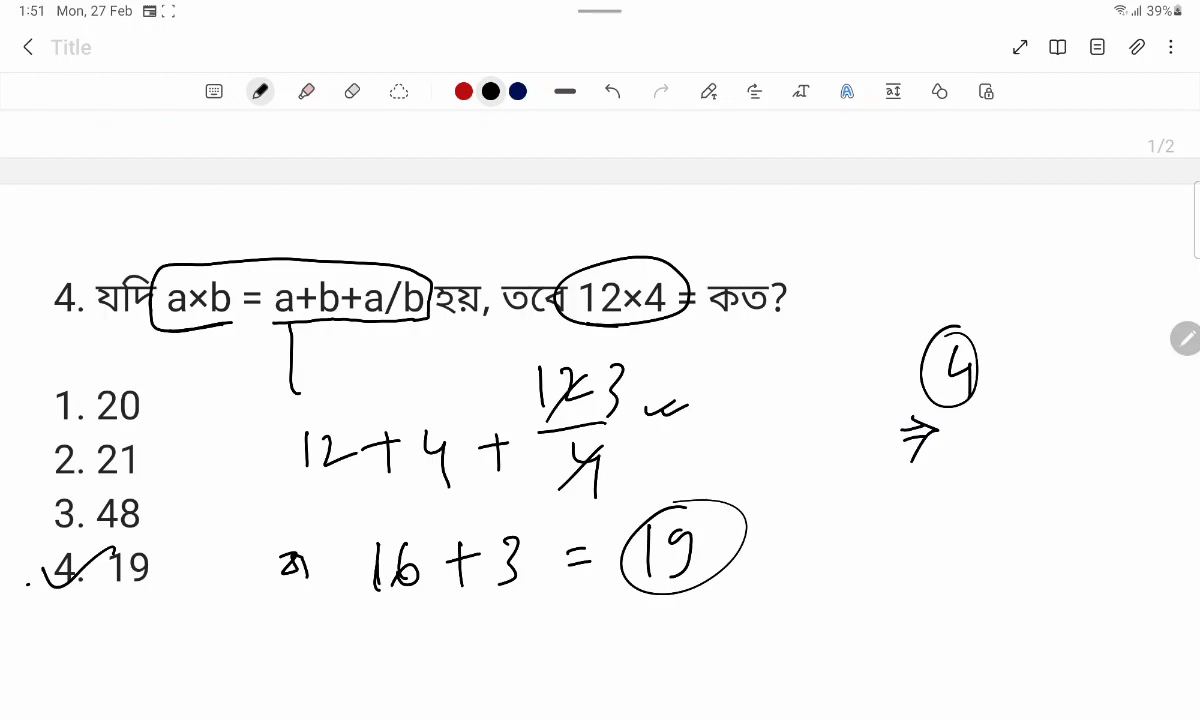 1:51 Mon, 27 Feb
39%
Title
1/2
4. যদি a×b = a+b+a/b হয়, তবে 12×4 = কত?
1. 20
2. 21
3. 48
4. 19
12 3
12 + 4 +
4
16 + 3 = 19
⇒ 4